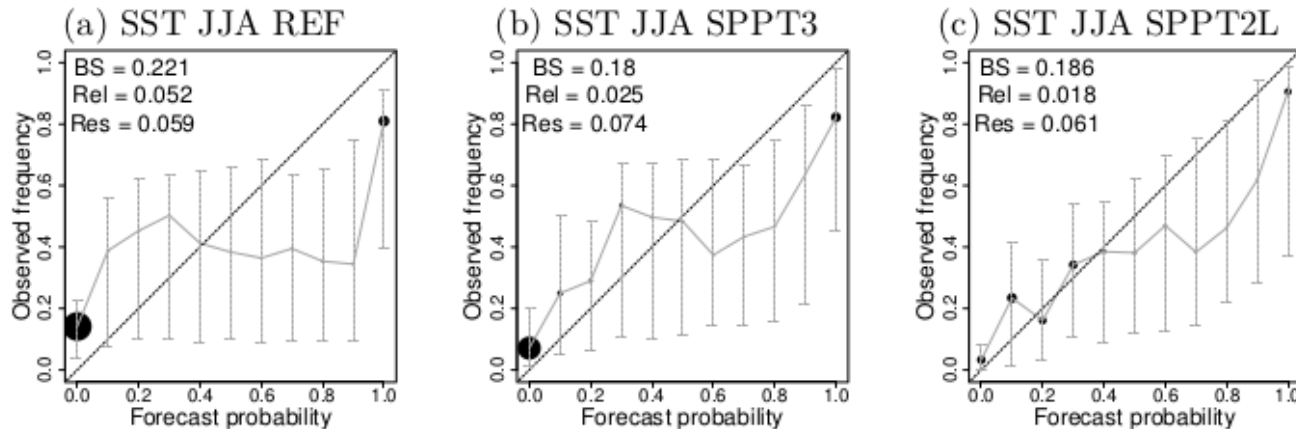 (a) SST JJA REF
BS = 0.221
Rel = 0.052
Res = 0.059
Observed frequency
0.0 0.2 0.4 0.6 0.8 1.0
0.0 0.2 0.4 0.6 0.8 1.0
Forecast probability
(b) SST JJA SPPT3
BS = 0.18
Rel = 0.025
Res = 0.074
Observed frequency
0.0 0.2 0.4 0.6 0.8 1.0
0.0 0.2 0.4 0.6 0.8 1.0
Forecast probability
(c) SST JJA SPPT2L
BS = 0.186
Rel = 0.018
Res = 0.061
Observed frequency
0.0 0.2 0.4 0.6 0.8 1.0
0.0 0.2 0.4 0.6 0.8 1.0
Forecast probability